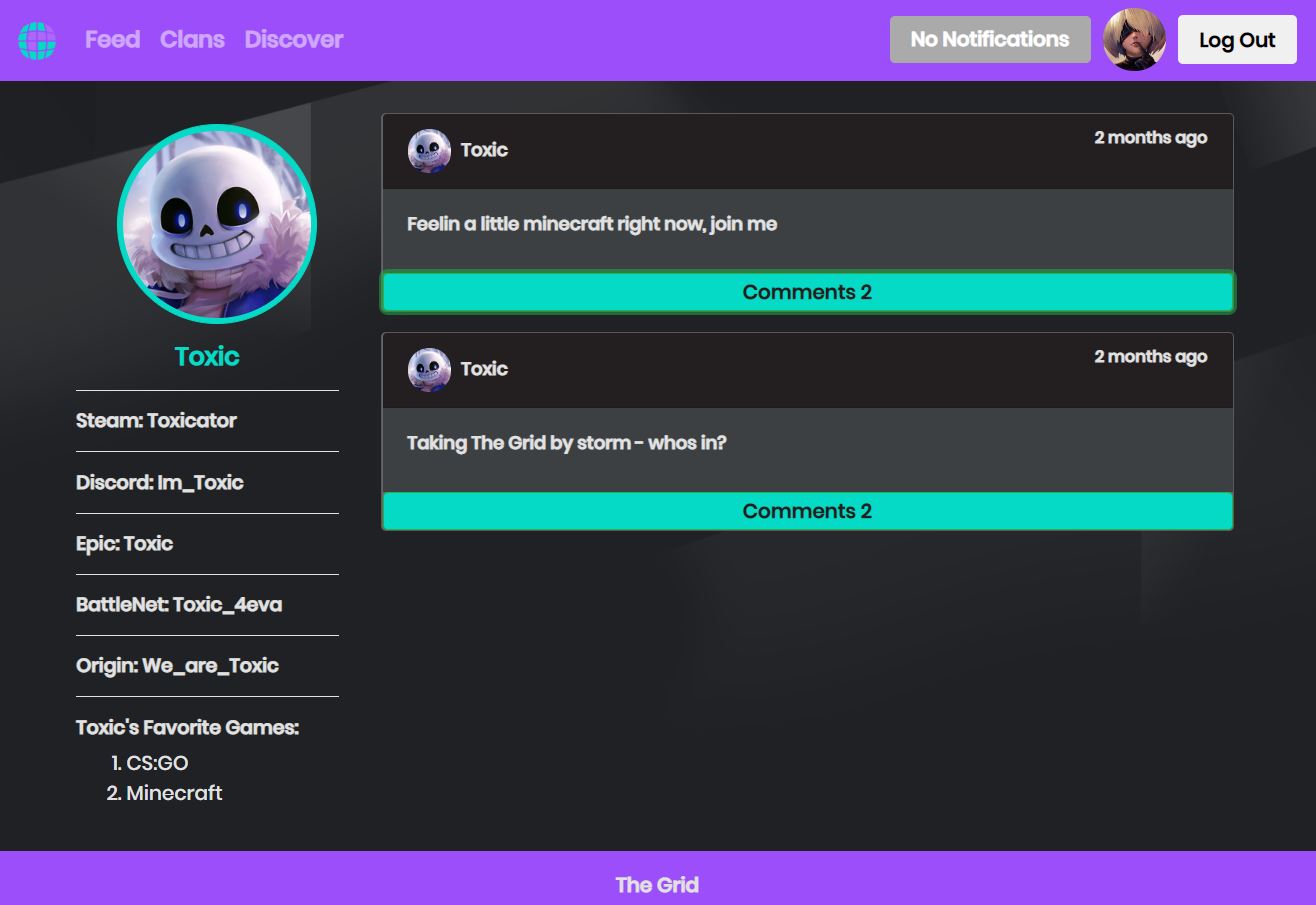 Feed Clans Discover No Notifications Log Out
Toxic
Steam: Toxicator
Discord: Im_Toxic
Epic: Toxic
BattleNet: Toxic_4eva
Origin: We_are_Toxic
Toxic's Favorite Games:
1. CS:GO
2. Minecraft
Toxic 2 months ago
Feelin a little minecraft right now, join me
Comments 2
Toxic 2 months ago
Taking The Grid by storm - whos in?
Comments 2
The Grid